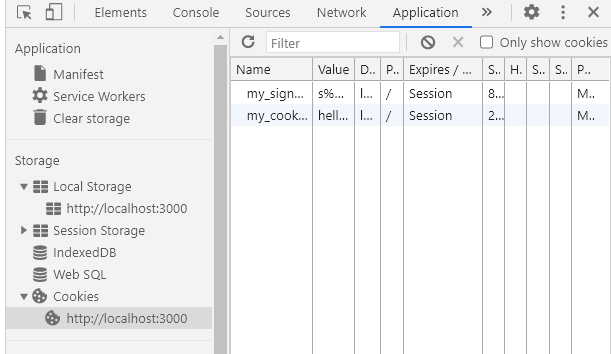 Elements Console Sources Network Application »
Application
Manifest
Service Workers
Clear storage
Storage
Local Storage
http://localhost:3000
Session Storage
IndexedDB
Web SQL
Cookies
http://localhost:3000
Filter Only show cookies
Name Value D... P.. Expires / ... S.. H. S... S.. P...
my_sign... s%... l... / Session 8... M...
my_cook... hell... l... / Session 2... M...